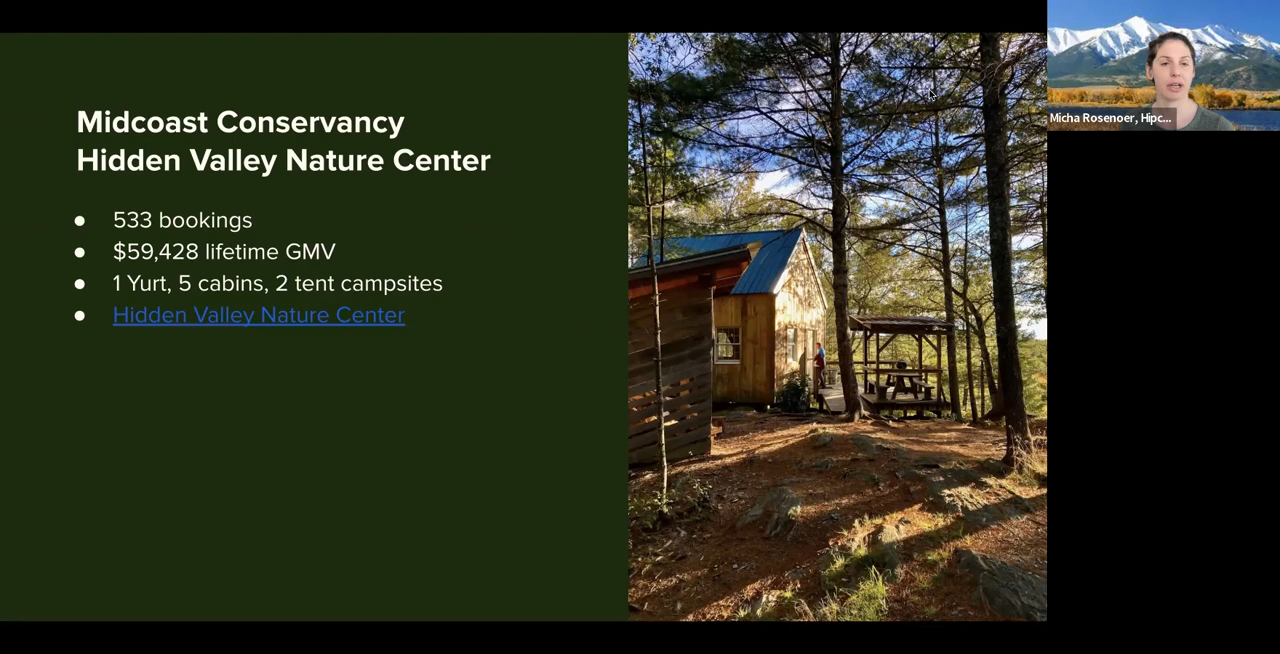 Midcoast Conservancy
Hidden Valley Nature Center
● 533 bookings
● $59,428 lifetime GMV
● 1 Yurt, 5 cabins, 2 tent campsites
● Hidden Valley Nature Center
Micha Rosenoer, Hipc...